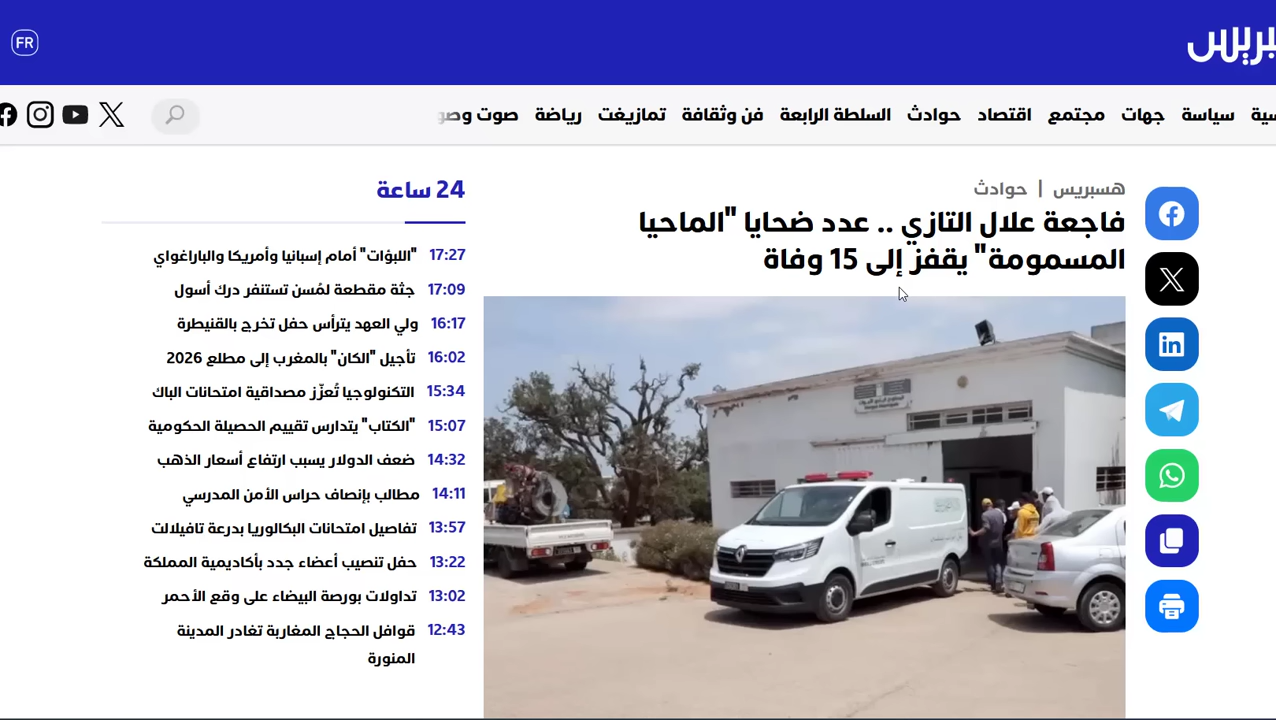 FR
سياسة جهات مجتمع اقتصاد حوادث السلطة الرابعة فن وثقافة تمازيغت رياضة صوت
هسبريس | حوادث
فاجعة علال التازي .. عدد ضحايا "الماحيا
المسمومة" يقفز إلى 15 وفاة
24 ساعة
17:27 "اللبؤات" أمام إسبانيا وأمريكا والباراغواي
17:09 جثة مقطعة لمُسن تستنفر درك أسول
16:17 ولي العهد يترأس حفل تخرج بالقنيطرة
16:02 تأجيل "الكان" بالمغرب إلى مطلع 2026
15:34 التكنولوجيا تُعزّز مصداقية امتحانات الباك
15:07 "الكتاب" يتدارس تقييم الحصيلة الحكومية
14:32 ضعف الدولار يسبب ارتفاع أسعار الذهب
14:11 مطالب بإنصاف حراس الأمن المدرسي
13:57 تفاصيل امتحانات البكالوريا بدرعة تافيلالت
13:22 حفل تنصيب أعضاء جدد بأكاديمية المملكة
13:02 تداولات بورصة البيضاء على وقع الأحمر
12:43 قوافل الحجاج المغاربة تغادر المدينة
المنورة